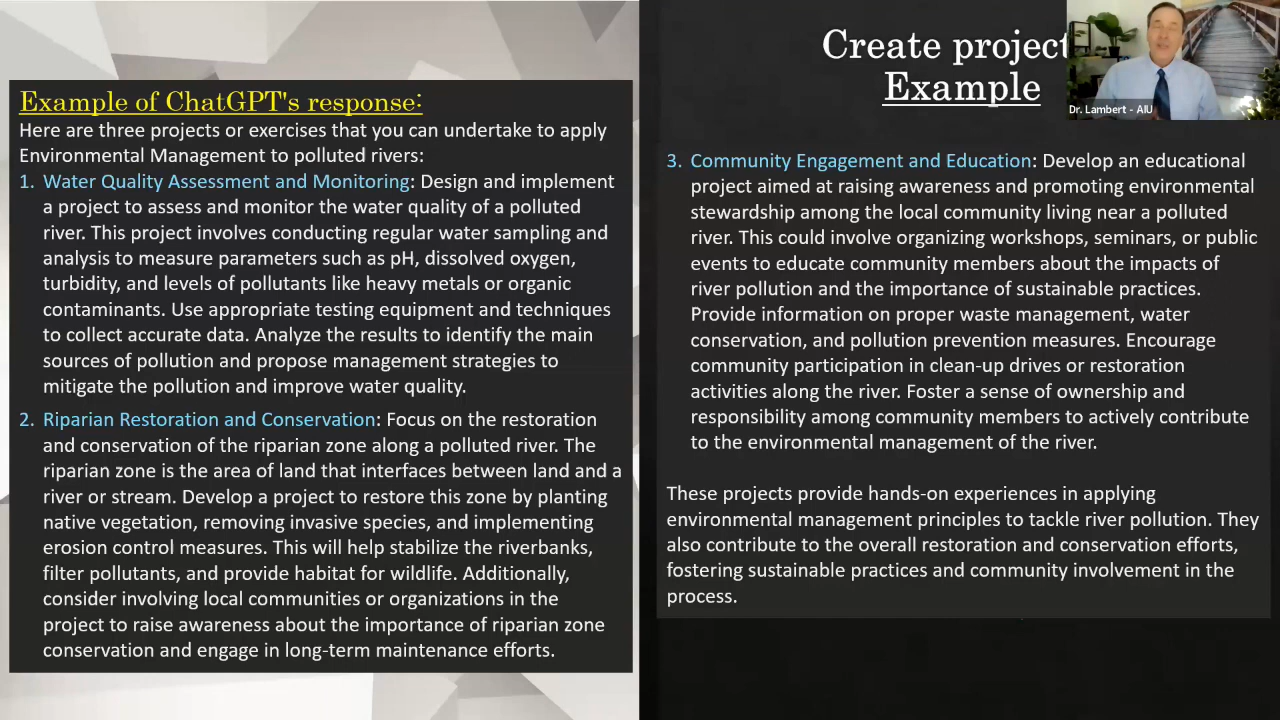 Example of ChatGPT's response:
Here are three projects or exercises that you can undertake to apply
Environmental Management to polluted rivers:
1. Water Quality Assessment and Monitoring: Design and implement
a project to assess and monitor the water quality of a polluted
river. This project involves conducting regular water sampling and
analysis to measure parameters such as pH, dissolved oxygen,
turbidity, and levels of pollutants like heavy metals or organic
contaminants. Use appropriate testing equipment and techniques
to collect accurate data. Analyze the results to identify the main
sources of pollution and propose management strategies to
mitigate the pollution and improve water quality.
2. Riparian Restoration and Conservation: Focus on the restoration
and conservation of the riparian zone along a polluted river. The
riparian zone is the area of land that interfaces between land and a
river or stream. Develop a project to restore this zone by planting
native vegetation, removing invasive species, and implementing
erosion control measures. This will help stabilize the riverbanks,
filter pollutants, and provide habitat for wildlife. Additionally,
consider involving local communities or organizations in the
project to raise awareness about the importance of riparian zone
conservation and engage in long-term maintenance efforts.
Create project
Example
Dr. Lambert - AIU
3. Community Engagement and Education: Develop an educational
project aimed at raising awareness and promoting environmental
stewardship among the local community living near a polluted
river. This could involve organizing workshops, seminars, or public
events to educate community members about the impacts of
river pollution and the importance of sustainable practices.
Provide information on proper waste management, water
conservation, and pollution prevention measures. Encourage
community participation in clean-up drives or restoration
activities along the river. Foster a sense of ownership and
responsibility among community members to actively contribute
to the environmental management of the river.
These projects provide hands-on experiences in applying
environmental management principles to tackle river pollution. They
also contribute to the overall restoration and conservation efforts,
fostering sustainable practices and community involvement in the
process.